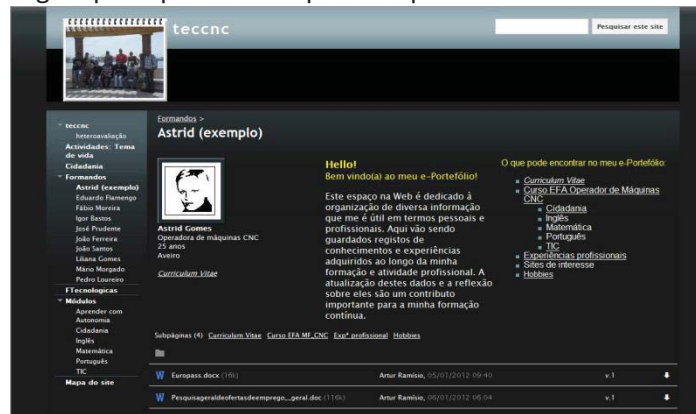 teccnc
Pesquisar este site
teccnc
heteroavaliação
Actividades: Tema
de vida
Cidadania
Formandos
Astrid (exemplo)
Eduardo Flamengo
Fábio Moreira
Igor Bastos
José Prudente
João Ferreira
João Santos
Liliana Gomes
Mário Morgado
Pedro Loureiro
FTecnologicas
Módulos
Aprender com
Autonomia
Cidadania
Inglês
Matemática
Português
TIC
Mapa do site
Formandos >
Astrid (exemplo)
Astrid Gomes
Operadora de máquinas CNC
25 anos
Aveiro
Curriculum Vitae
Hello!
Bem vindo(a) ao meu e-Portefólio!
Este espaço na Web é dedicado à
organização de diversa informação
que me é útil em termos pessoais e
profissionais. Aqui vão sendo
guardados registos de
conhecimentos e experiências
adquiridos ao longo da minha
formação e atividade profissional. A
atualização destes dados e a reflexão
sobre eles são um contributo
importante para a minha formação
contínua.
O que pode encontrar no meu e-Portefólio:
Curriculum Vitae
Curso EFA Operador de Máquinas
CNC
Cidadania
Inglês
Matemática
Português
TIC
Experiências profissionais
Sites de interesse
Hobbies
Subpáginas (4) Curriculum Vitae Curso EFA MF_CNC Expª profissional Hobbies
Europass.docx (16k) Artur Ramísio, 05/01/2012 09:40 v.1
Pesquisageraldeofertasdeemprego__geral.doc (116k) Artur Ramísio, 06/01/2012 06:04 v.1